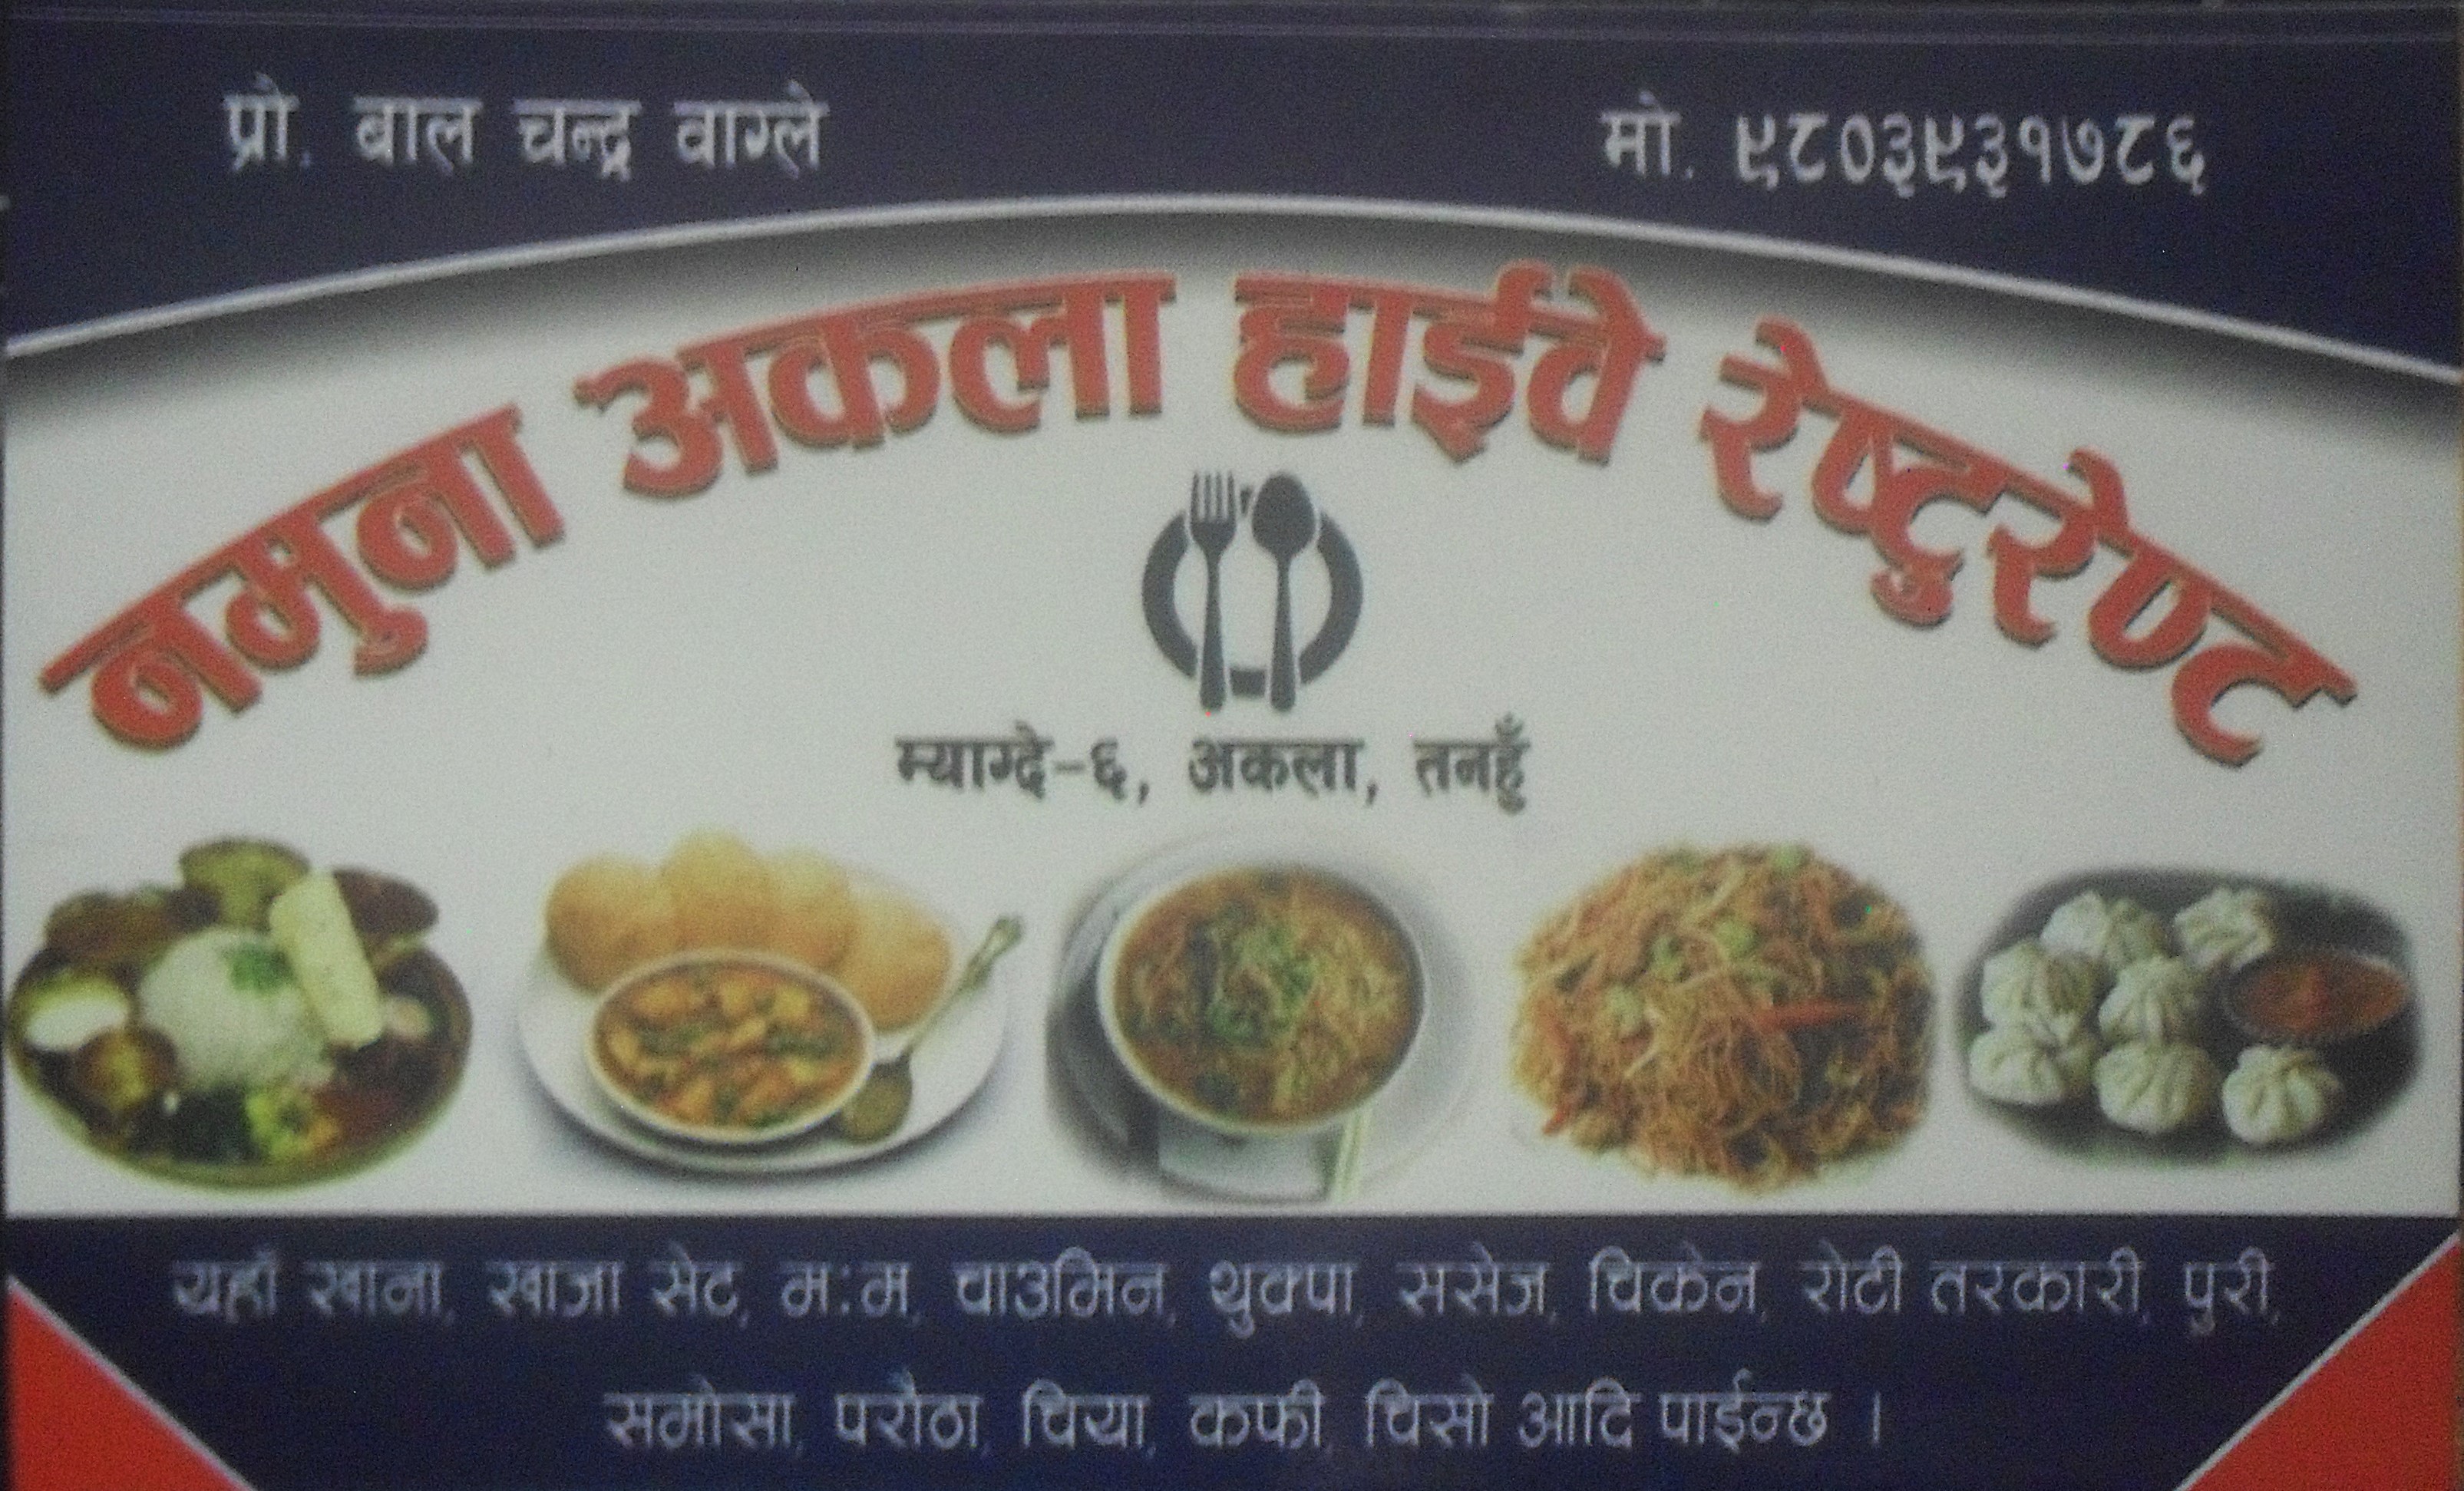 प्रो. बाल चन्द्र वाग्ले
मो. ९८०३९३१७८६
नमुना अकला हाईवे रेष्टुरेण्ट
म्याग्दे-६, अकला, तनहुँ
यहाँ खाना, खाजा सेट, म:म, चाउमिन, थुक्पा, ससेज, चिकेन, रोटी तरकारी, पुरी,
समोसा, परौठा, चिया, कफी, चिसो आदि पाईन्छ ।